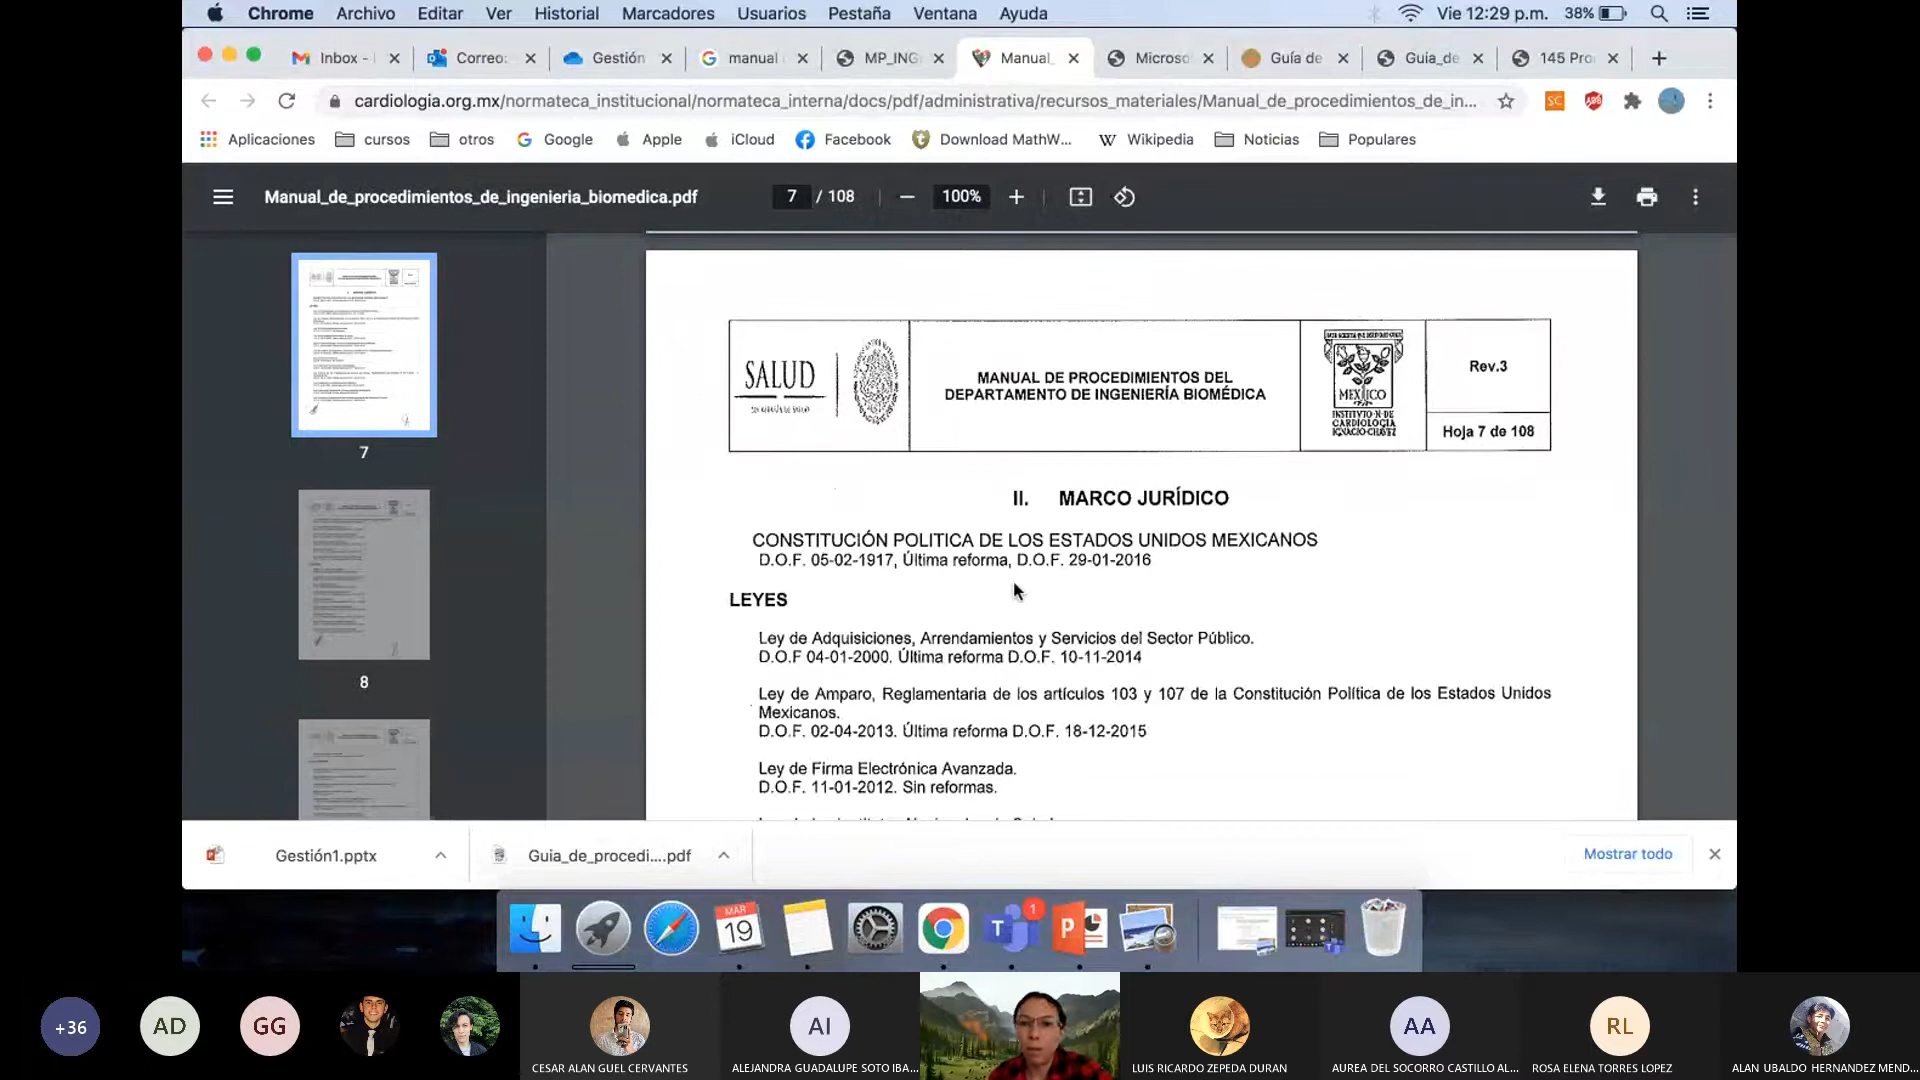 Chrome Archivo Editar Ver Historial Marcadores Usuarios Pestaña Ventana Ayuda Vie 12:29 p.m. 38%
Inbox - Correo: Gestión manual MP_ING Manual_ Microso Guía de Guia_de 145 Pro
cardiologia.org.mx/normateca_institucional/normateca_interna/docs/pdf/administrativa/recursos_materiales/Manual_de_procedimientos_de_in...
Aplicaciones cursos otros Google Apple iCloud Facebook Download MathW... Wikipedia Noticias Populares
Manual_de_procedimientos_de_ingenieria_biomedica.pdf 7 / 108 100%
7
8
SALUD
SECRETARÍA DE SALUD
MANUAL DE PROCEDIMIENTOS DEL
DEPARTAMENTO DE INGENIERÍA BIOMÉDICA
MEXICO
INSTITVTO·N·DE
CARDIOLOGIA
IGNACIO·CHAVEZ
Rev.3
Hoja 7 de 108
II. MARCO JURÍDICO
CONSTITUCIÓN POLITICA DE LOS ESTADOS UNIDOS MEXICANOS
D.O.F. 05-02-1917, Última reforma, D.O.F. 29-01-2016
LEYES
Ley de Adquisiciones, Arrendamientos y Servicios del Sector Público.
D.O.F 04-01-2000. Última reforma D.O.F. 10-11-2014
Ley de Amparo, Reglamentaria de los artículos 103 y 107 de la Constitución Política de los Estados Unidos
Mexicanos.
D.O.F. 02-04-2013. Última reforma D.O.F. 18-12-2015
Ley de Firma Electrónica Avanzada.
D.O.F. 11-01-2012. Sin reformas.
Gestión1.pptx Guia_de_procedi....pdf Mostrar todo
MAR
19
1
+36 AD GG AI AA RL
CESAR ALAN GUEL CERVANTES
ALEJANDRA GUADALUPE SOTO IBA...
LUIS RICARDO ZEPEDA DURAN
AUREA DEL SOCORRO CASTILLO AL...
ROSA ELENA TORRES LOPEZ
ALAN UBALDO HERNANDEZ MEND...